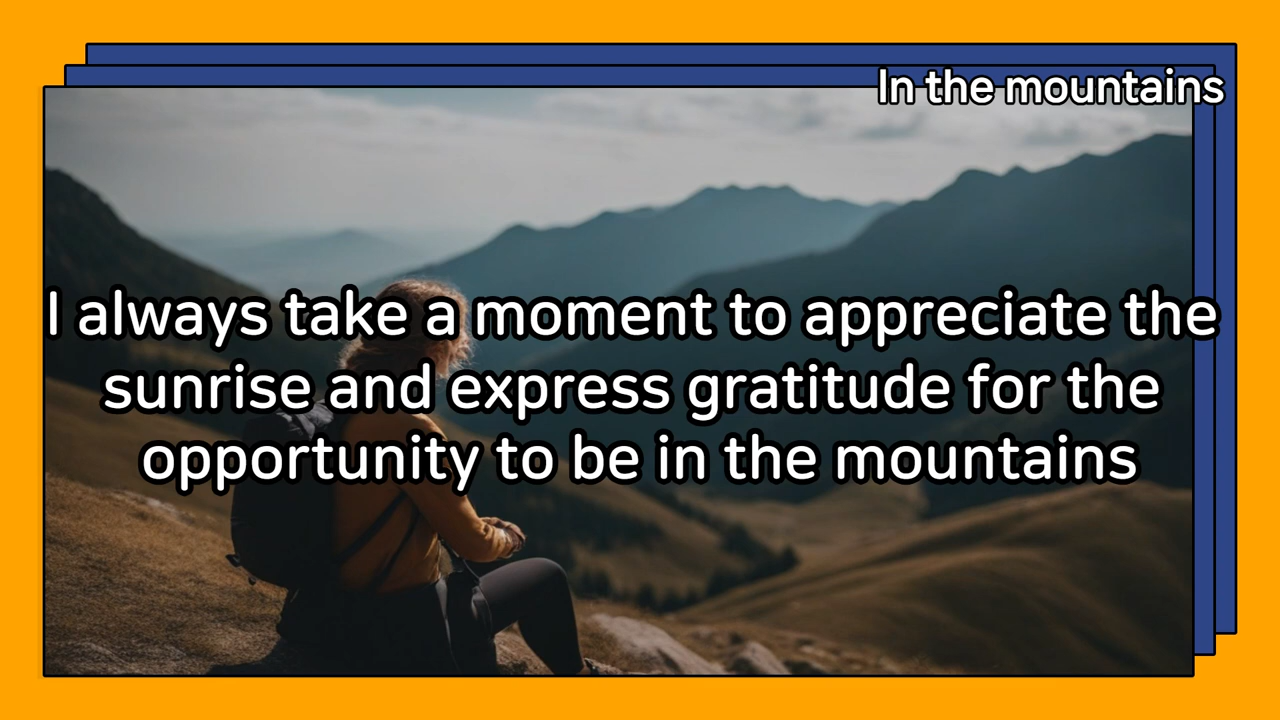 In the mountains
I always take a moment to appreciate the
sunrise and express gratitude for the
opportunity to be in the mountains